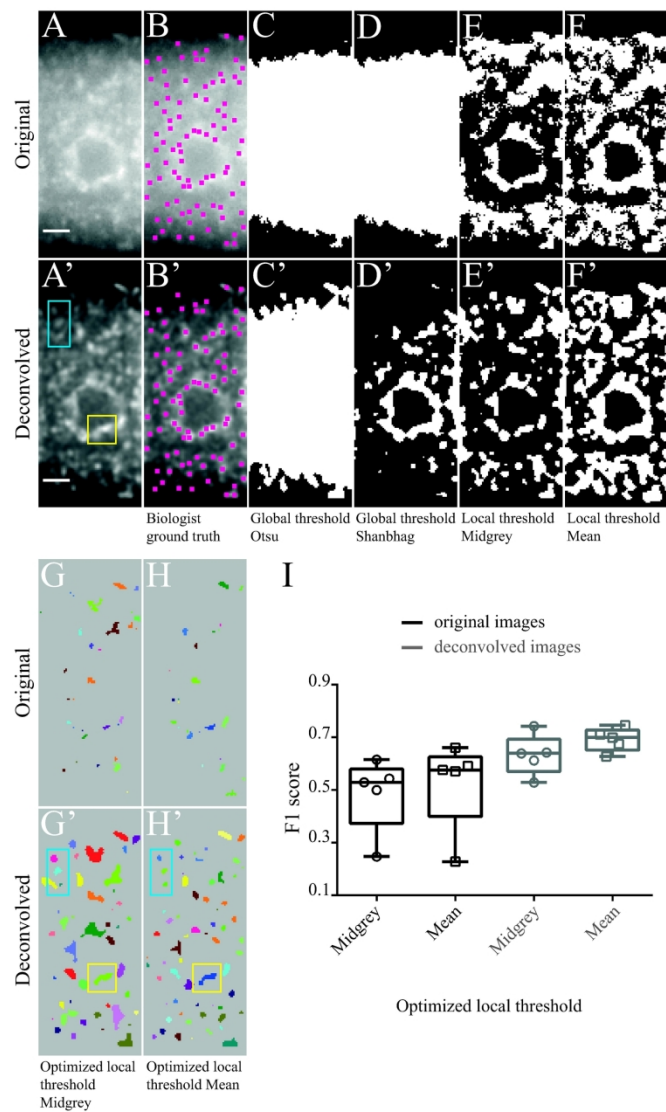 A B C D E F
Original
A' B' C' D' E' F'
Deconvolved
Biologist
ground truth
Global threshold
Otsu
Global threshold
Shanbhag
Local threshold
Midgrey
Local threshold
Mean
G H
Original
G' H'
Deconvolved
Optimized local
threshold
Midgrey
Optimized local
threshold Mean
I
original images
deconvolved images
F1 score
0.9
0.7
0.5
0.3
0.1
Midgrey
Mean
Midgrey
Mean
Optimized local threshold